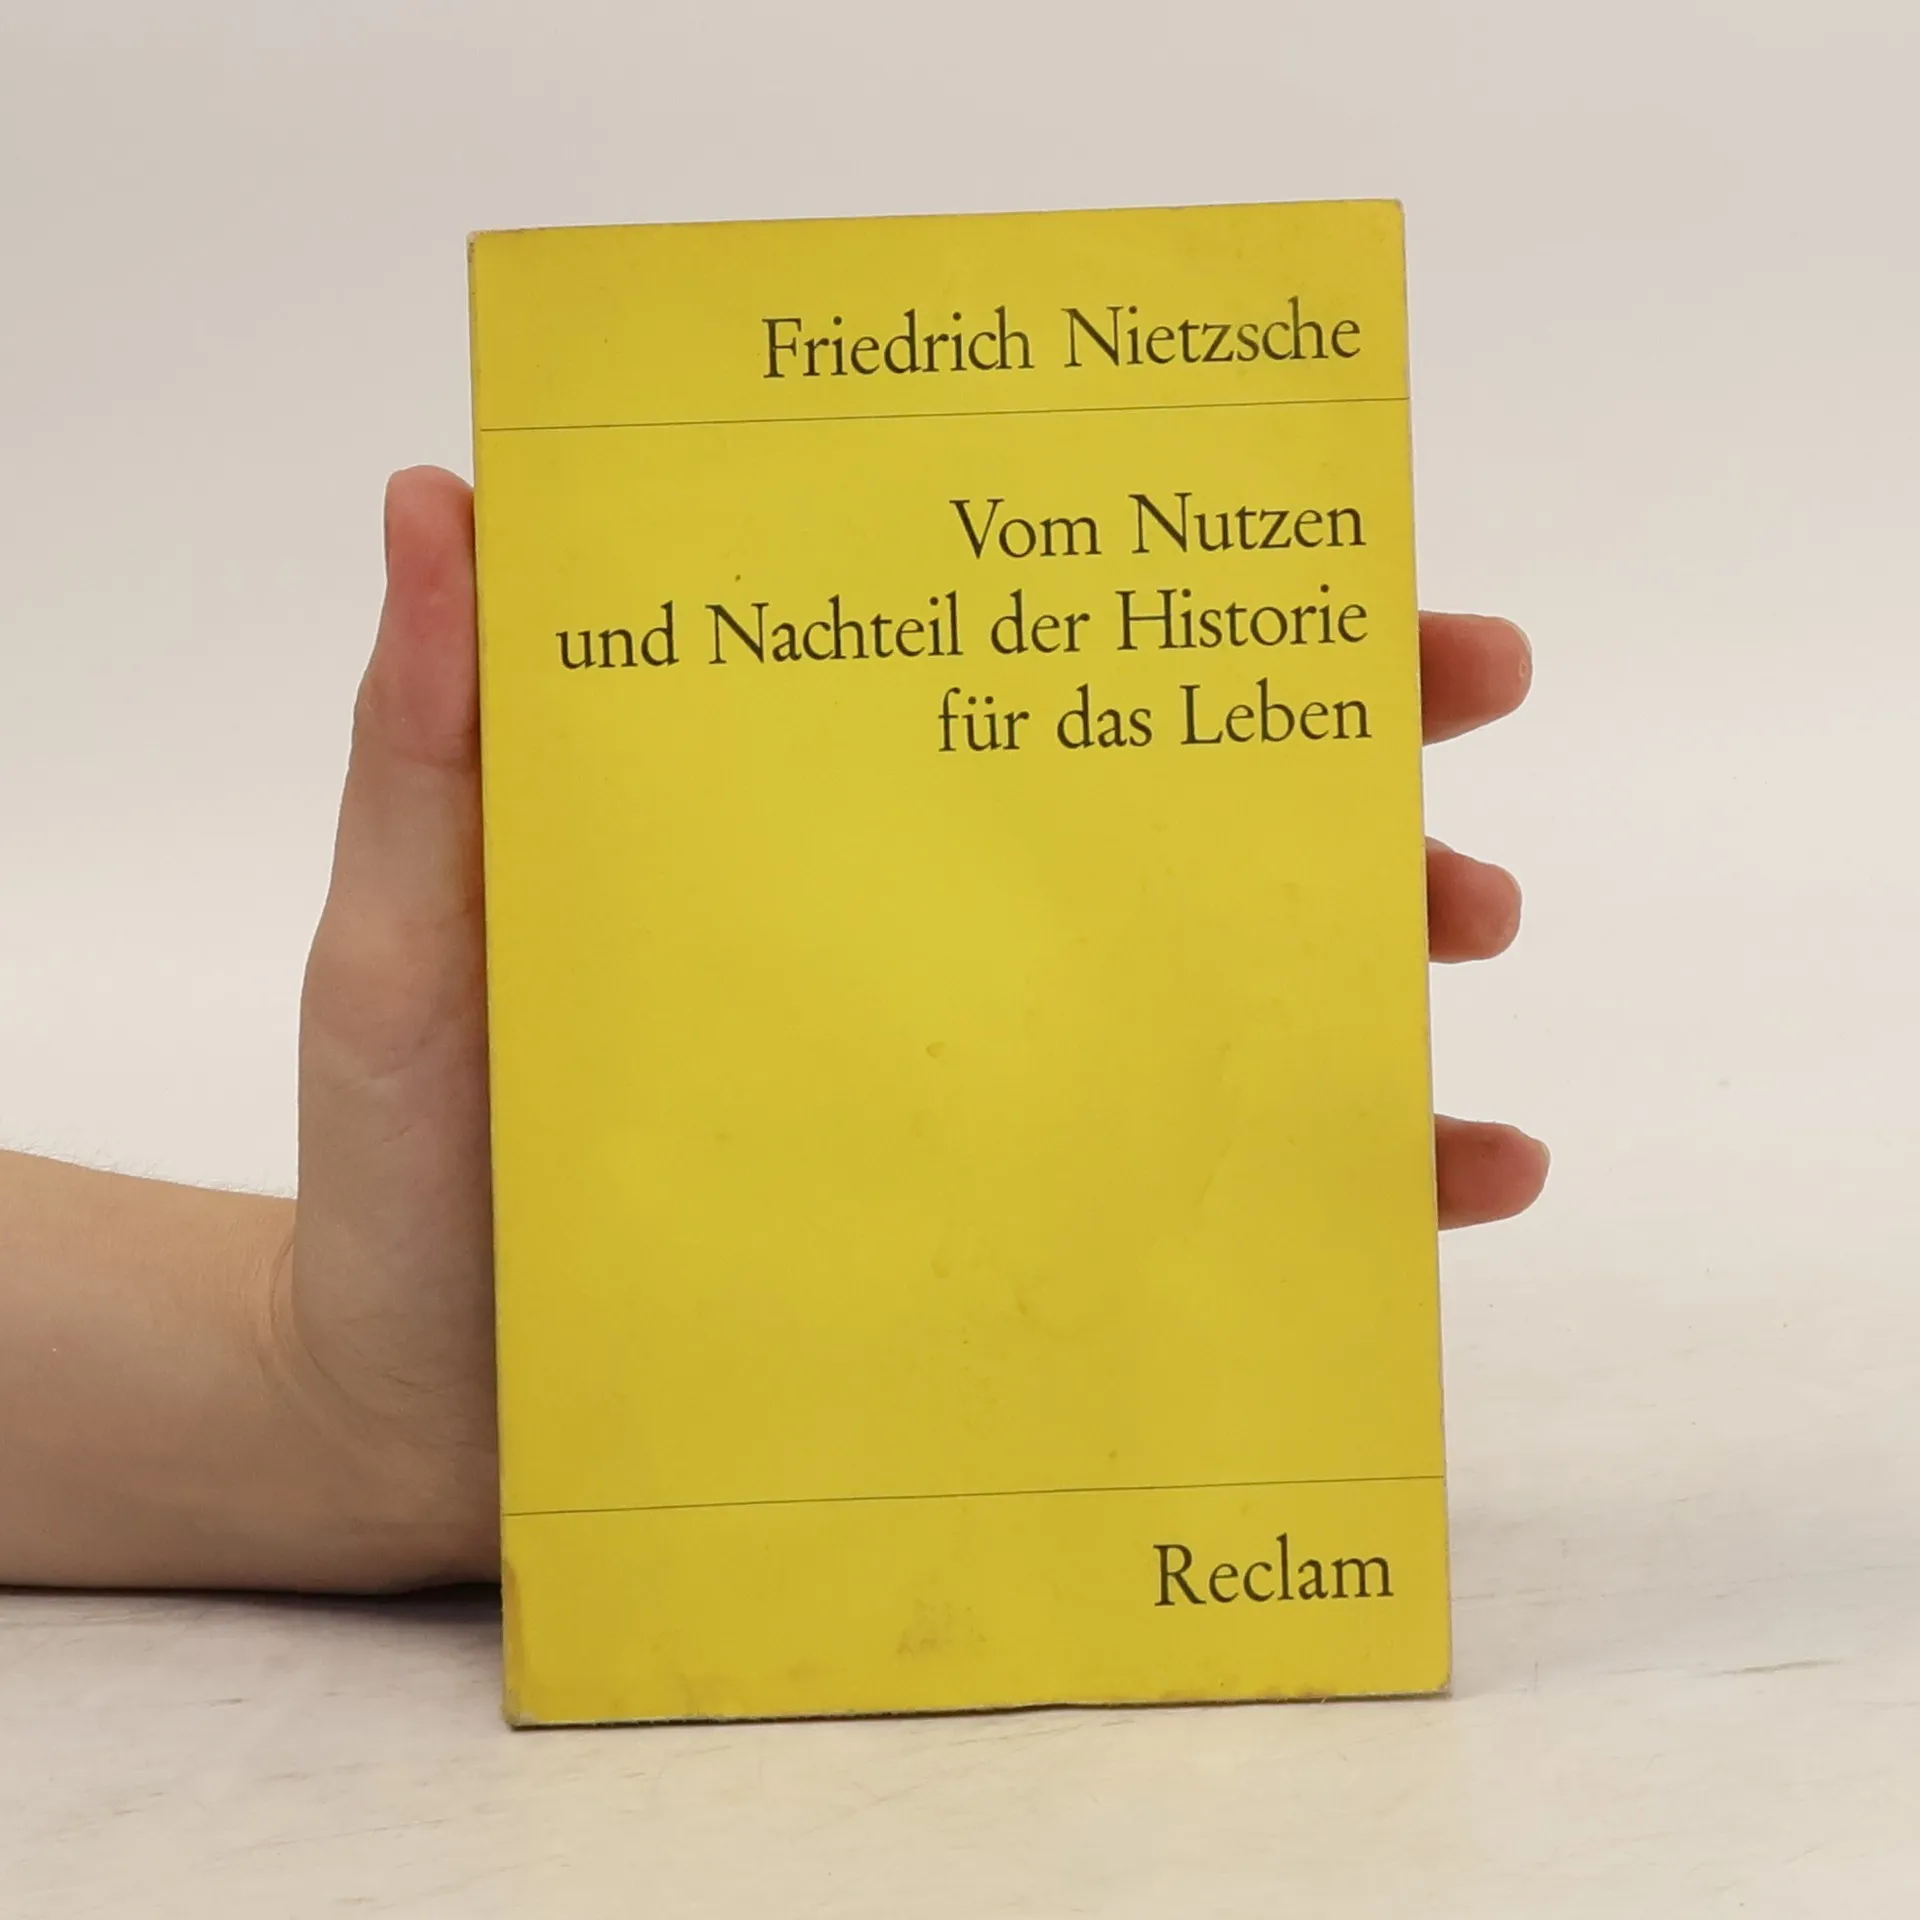 Friedrich Nietzsche
Vom Nutzen
und Nachteil der Historie
für das Leben
Reclam